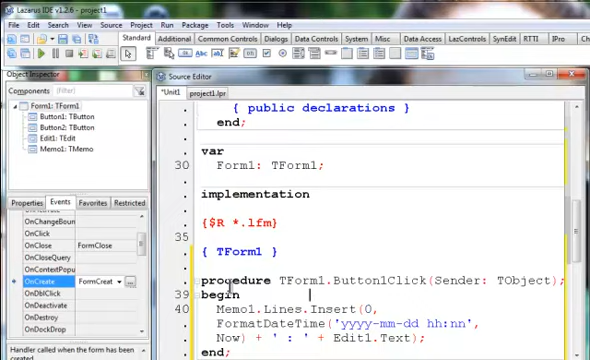 Lazarus IDE v1.2.6 - project1
File Edit Search View Source Project Run Package Tools Window Help
Standard Additional Common Controls Dialogs Data Controls System LazControls SynEdit RTTI IPro
Object Inspector
Components (filter)
Form1: TForm1
Button1: TButton
Button2: TButton
Edit1: TEdit
Memo1: TMemo
Properties Events Favorites Restricted
OnChangeBoun
OnClick
OnClose FormClose
OnCloseQuery
OnContextPopu
OnCreate FormCreat
OnDblClick
OnDeactivate
OnDestroy
OnDockDrop
Handler called when the form has been
Source Editor
*Unit1 project1.lpr
{ public declarations }
end;
var
30 Form1: TForm1;
implementation
{$R *.lfm}
35
{ TForm1 }
procedure TForm1.Button1Click(Sender: TObject);
39 begin
40 Memo1.Lines.Insert(0,
FormatDateTime('yyyy-mm-dd hh:nn',
Now) + ' : ' + Edit1.Text);
end;